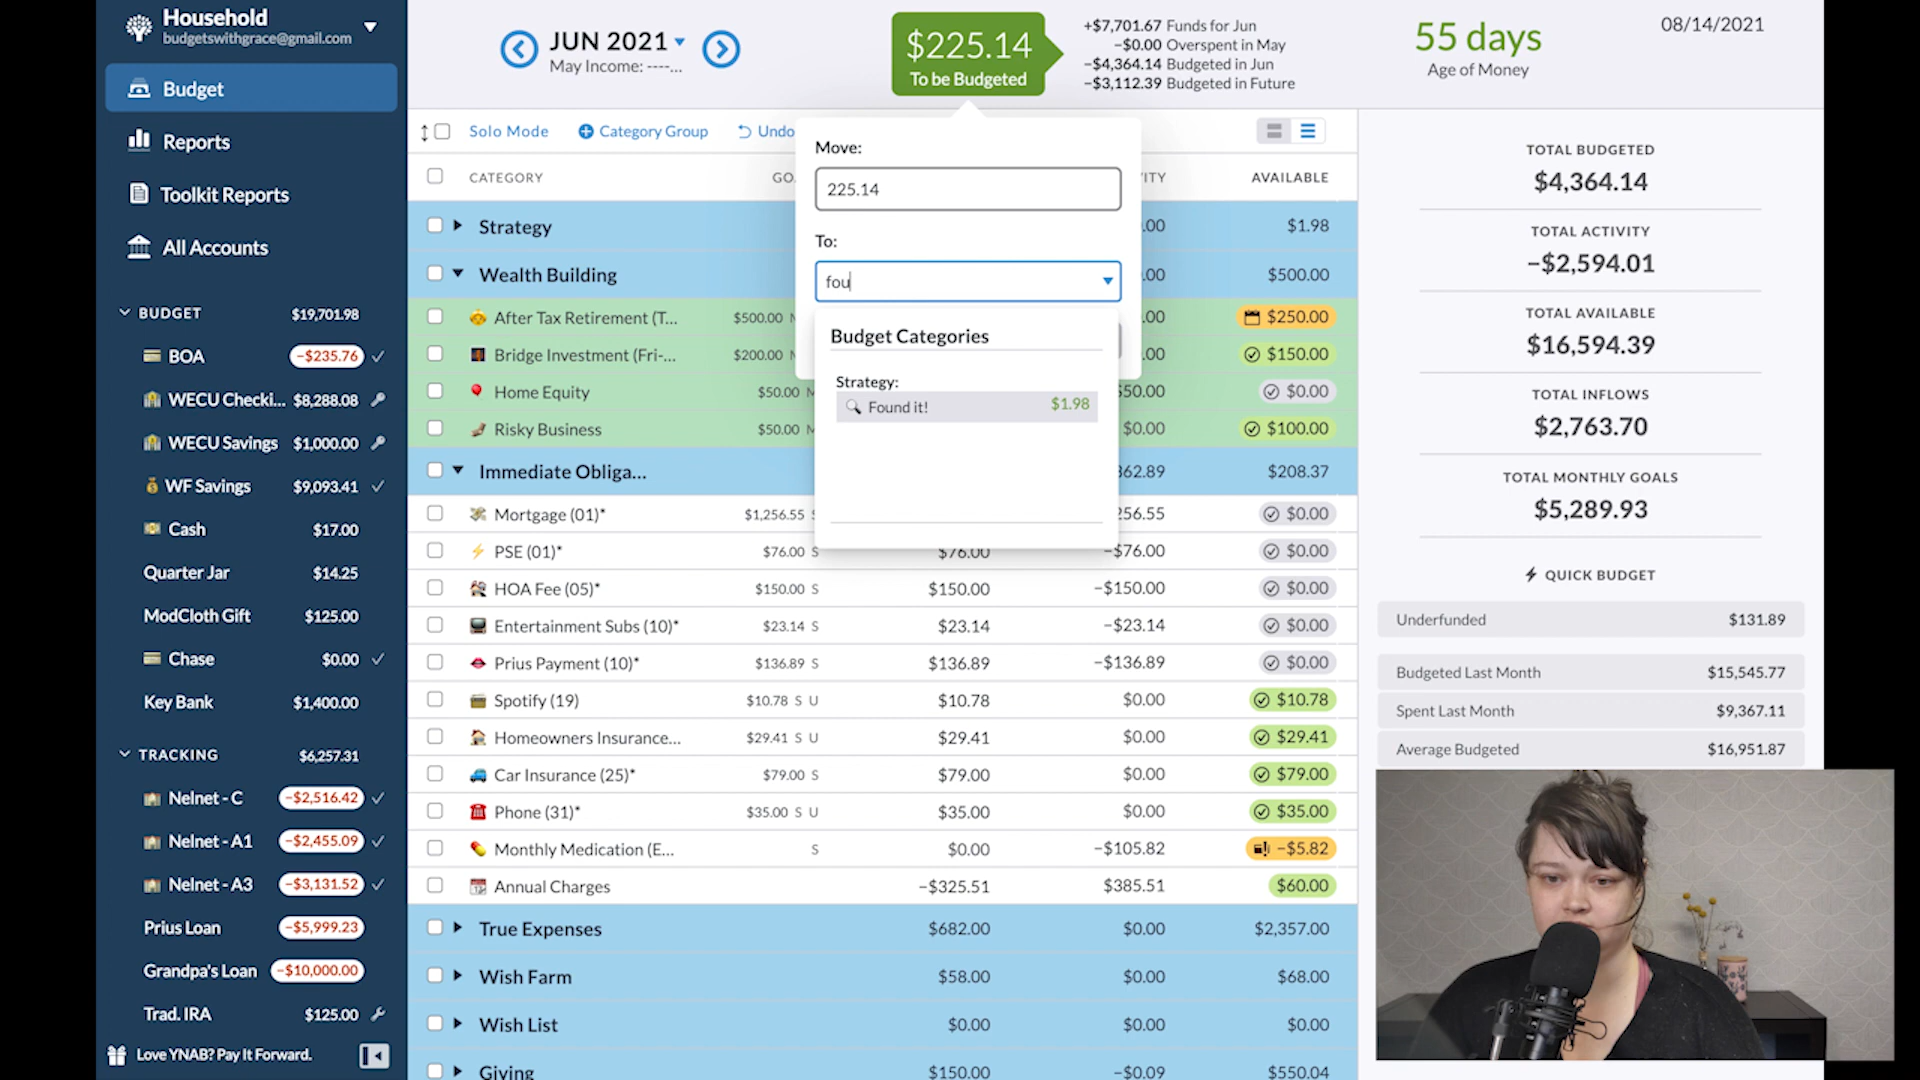 Household
budgetswithgrace@gmail.com
Budget
Reports
Toolkit Reports
All Accounts
BUDGET $19,701.98
BOA -$235.76
WECU Checki... $8,288.08
WECU Savings $1,000.00
WF Savings $9,093.41
Cash $17.00
Quarter Jar $14.25
ModCloth Gift $125.00
Chase $0.00
Key Bank $1,400.00
TRACKING $6,257.31
Nelnet - C -$2,516.42
Nelnet - A1 -$2,455.09
Nelnet - A3 -$3,131.52
Prius Loan -$5,999.23
Grandpa's Loan -$10,000.00
Trad. IRA $125.00
Love YNAB? Pay It Forward.
JUN 2021
May Income: ----...
$225.14
To be Budgeted
+$7,701.67 Funds for Jun
-$0.00 Overspent in May
-$4,364.14 Budgeted in Jun
-$3,112.39 Budgeted in Future
55 days
Age of Money
08/14/2021
Solo Mode Category Group Undo
Move:
225.14
To:
fou
Budget Categories
Strategy:
Found it! $1.98
CATEGORY GO ITY AVAILABLE
Strategy .00 $1.98
Wealth Building .00 $500.00
After Tax Retirement (T... $500.00 .00 $250.00
Bridge Investment (Fri-... $200.00 .00 $150.00
Home Equity $50.00 50.00 $0.00
Risky Business $50.00 $0.00 $100.00
Immediate Obliga... 62.89 $208.37
Mortgage (01)* $1,256.55 56.55 $0.00
PSE (01)* $76.00 S $76.00 -$76.00 $0.00
HOA Fee (05)* $150.00 S $150.00 -$150.00 $0.00
Entertainment Subs (10)* $23.14 S $23.14 -$23.14 $0.00
Prius Payment (10)* $136.89 S $136.89 -$136.89 $0.00
Spotify (19) $10.78 S U $10.78 $0.00 $10.78
Homeowners Insurance... $29.41 S U $29.41 $0.00 $29.41
Car Insurance (25)* $79.00 S $79.00 $0.00 $79.00
Phone (31)* $35.00 S U $35.00 $0.00 $35.00
Monthly Medication (E... S $0.00 -$105.82 -$5.82
Annual Charges -$325.51 $385.51 $60.00
True Expenses $682.00 $0.00 $2,357.00
Wish Farm $58.00 $0.00 $68.00
Wish List $0.00 $0.00 $0.00
Giving $150.00 -$0.09 $550.04
TOTAL BUDGETED
$4,364.14
TOTAL ACTIVITY
-$2,594.01
TOTAL AVAILABLE
$16,594.39
TOTAL INFLOWS
$2,763.70
TOTAL MONTHLY GOALS
$5,289.93
QUICK BUDGET
Underfunded $131.89
Budgeted Last Month $15,545.77
Spent Last Month $9,367.11
Average Budgeted $16,951.87